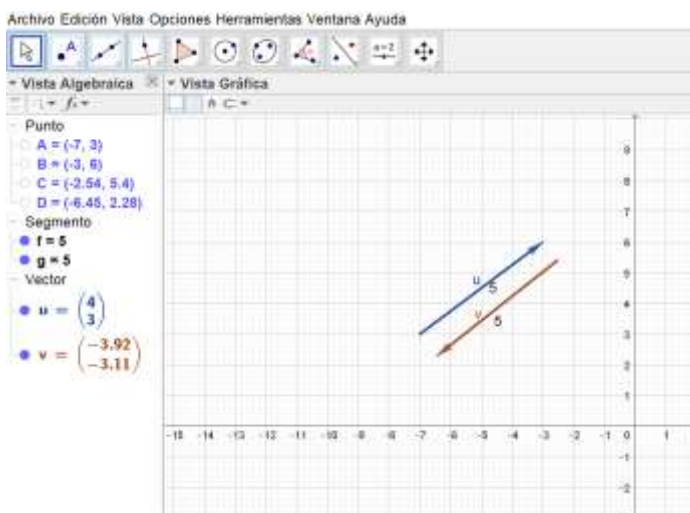 Archivo Edición Vista Opciones Herramientas Ventana Ayuda
A
a=2
Vista Algebraica
Vista Gráfica
Punto
A = (-7, 3)
B = (-3, 6)
C = (-2.54, 5.4)
D = (-6.45, 2.28)
Segmento
f = 5
g = 5
Vector
u = (4 3)
v = (-3.92 -3.11)
u 5
v 5
9
8
7
6
5
4
3
2
1
-15 -14 -13 -12 -11 -10 -9 -8 -7 -6 -5 -4 -3 -2 -1 0 1
-1
-2